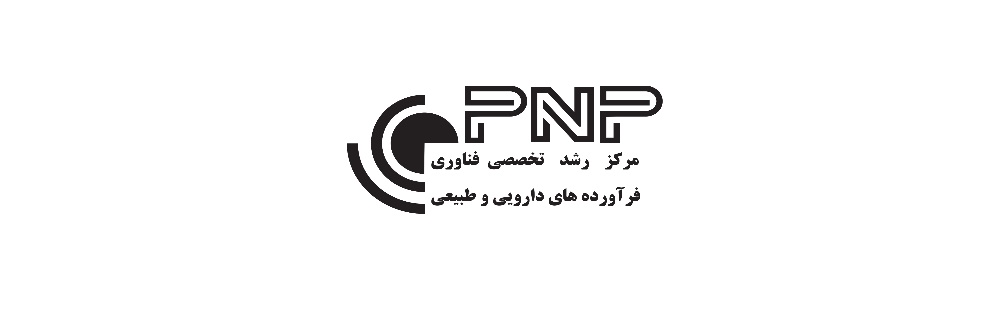 PNP
مرکز رشد تخصصی فناوری
فرآورده های دارویی و طبیعی